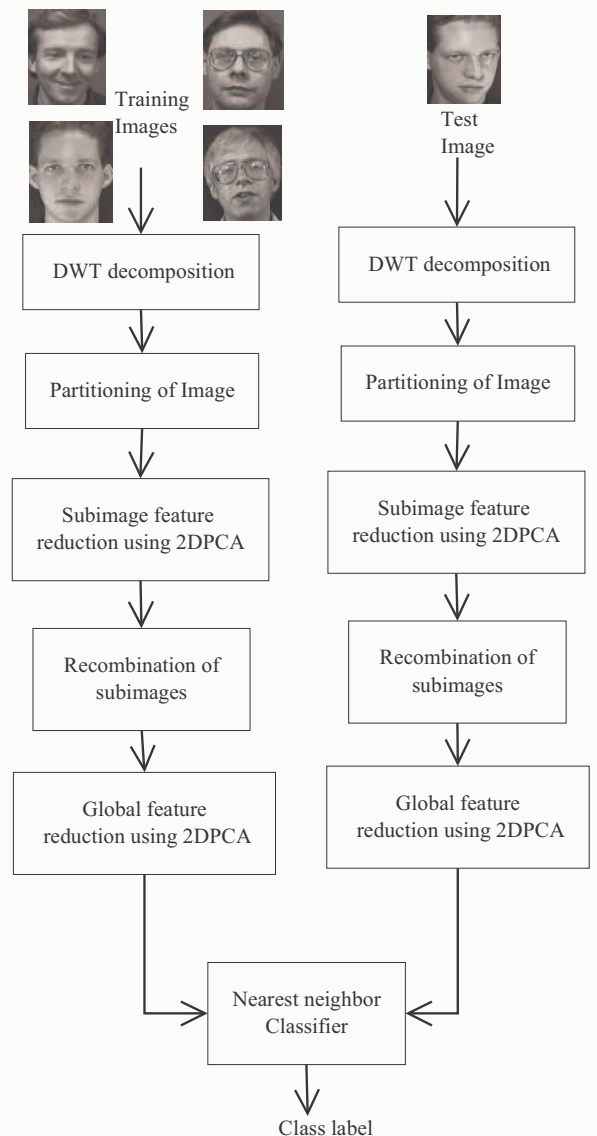 Training
Images
DWT decomposition
Partitioning of Image
Subimage feature
reduction using 2DPCA
Recombination of
subimages
Global feature
reduction using 2DPCA
Test
Image
DWT decomposition
Partitioning of Image
Subimage feature
reduction using 2DPCA
Recombination of
subimages
Global feature
reduction using 2DPCA
Nearest neighbor
Classifier
Class label